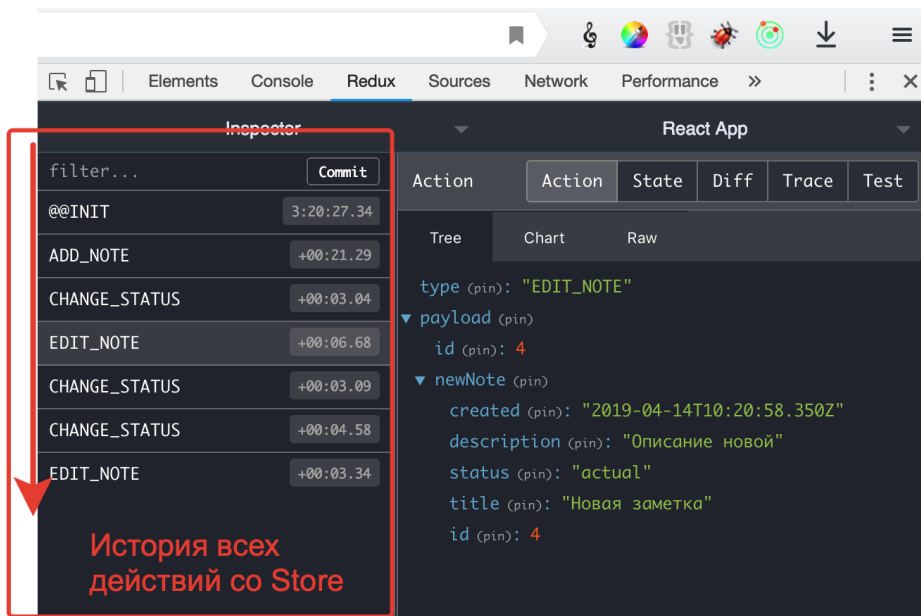 Elements Console Redux Sources Network Performance »
Inspector React App
filter... Commit
@@INIT 3:20:27.34
ADD_NOTE +00:21.29
CHANGE_STATUS +00:03.04
EDIT_NOTE +00:06.68
CHANGE_STATUS +00:03.09
CHANGE_STATUS +00:04.58
EDIT_NOTE +00:03.34
История всех
действий со Store
Action Action State Diff Trace Test
Tree Chart Raw
type (pin): "EDIT_NOTE"
payload (pin)
id (pin): 4
newNote (pin)
created (pin): "2019-04-14T10:20:58.350Z"
description (pin): "Описание новой"
status (pin): "actual"
title (pin): "Новая заметка"
id (pin): 4